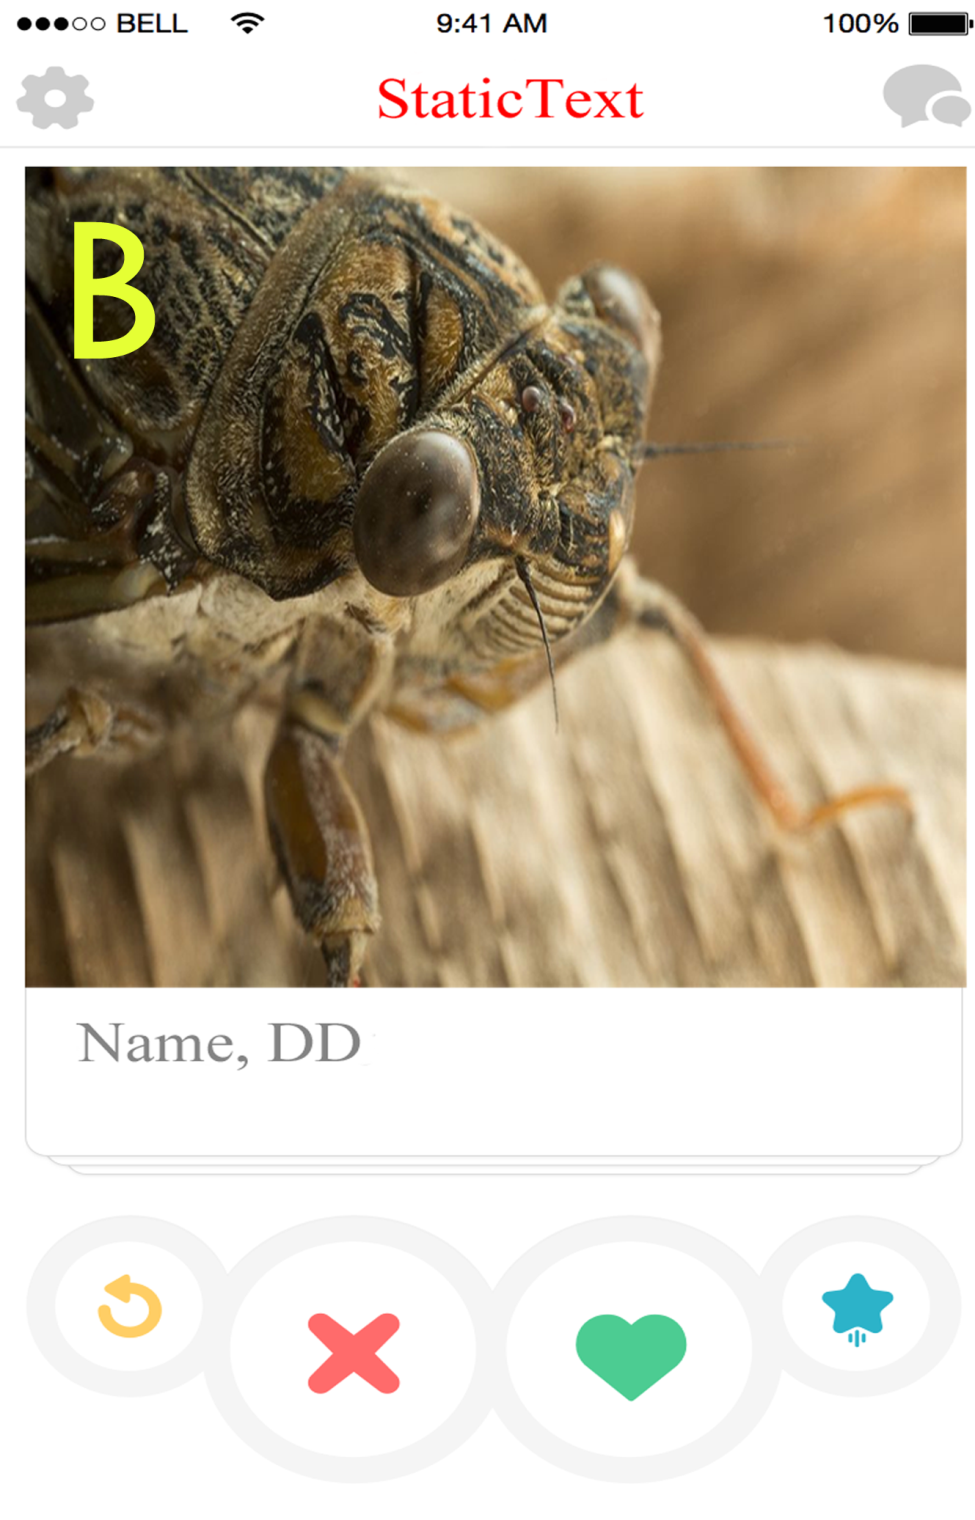 BELL 9:41 AM 100%
StaticText
B
Name, DD